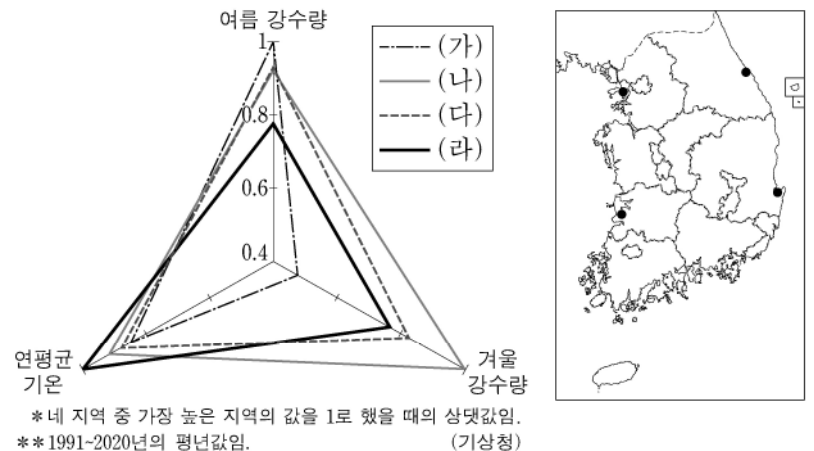 여름 강수량
1
0.8
0.6
0.4
(가)
(나)
(다)
(라)
연평균
기온
겨울
강수량
*네 지역 중 가장 높은 지역의 값을 1로 했을 때의 상댓값임.
**1991~2020년의 평년값임. (기상청)